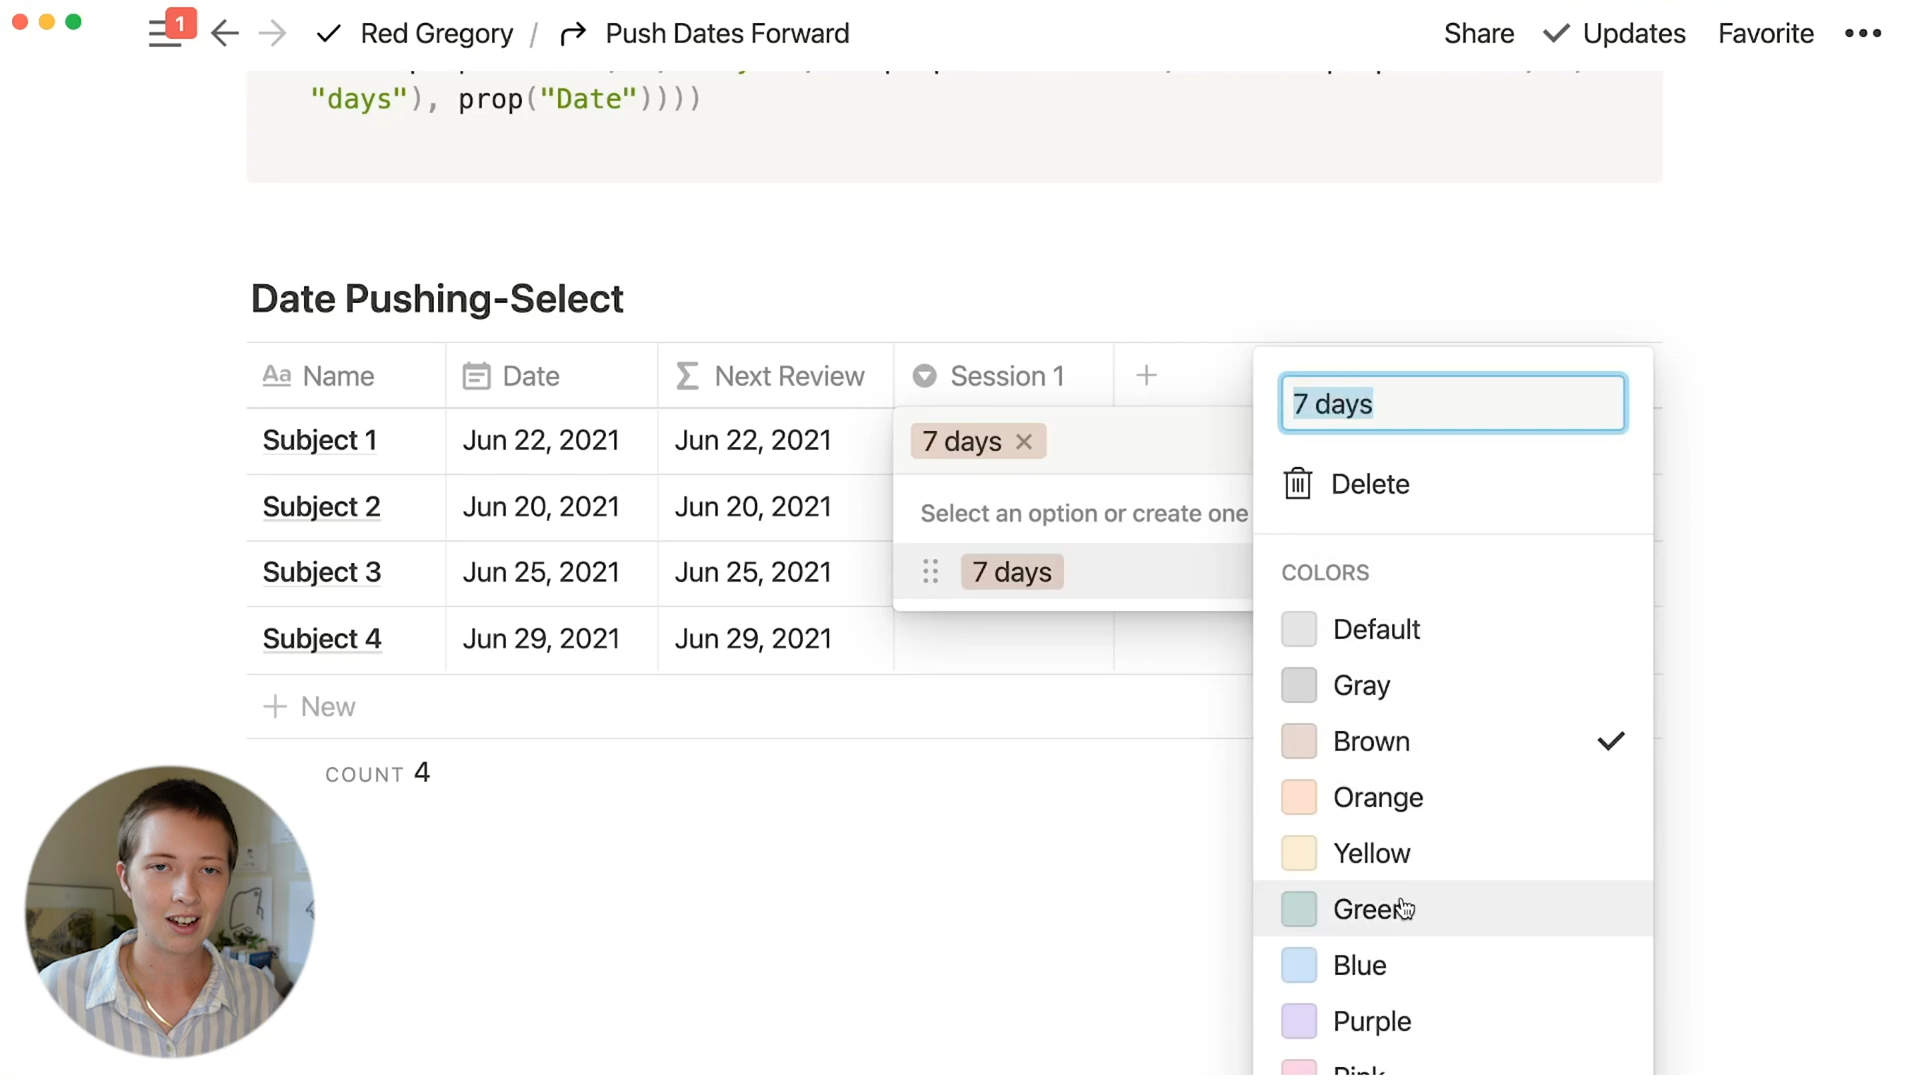 1
Red Gregory / Push Dates Forward
Share Updates Favorite •••
"days"), prop("Date"))))
Date Pushing-Select
Aa Name Date Σ Next Review Session 1 +
7 days
Subject 1 Jun 22, 2021 Jun 22, 2021 7 days ×
Delete
Subject 2 Jun 20, 2021 Jun 20, 2021 Select an option or create one
Subject 3 Jun 25, 2021 Jun 25, 2021 7 days
COLORS
Subject 4 Jun 29, 2021 Jun 29, 2021
Default
Gray
+ New
Brown
COUNT 4
Orange
Yellow
Green
Blue
Purple
Pink